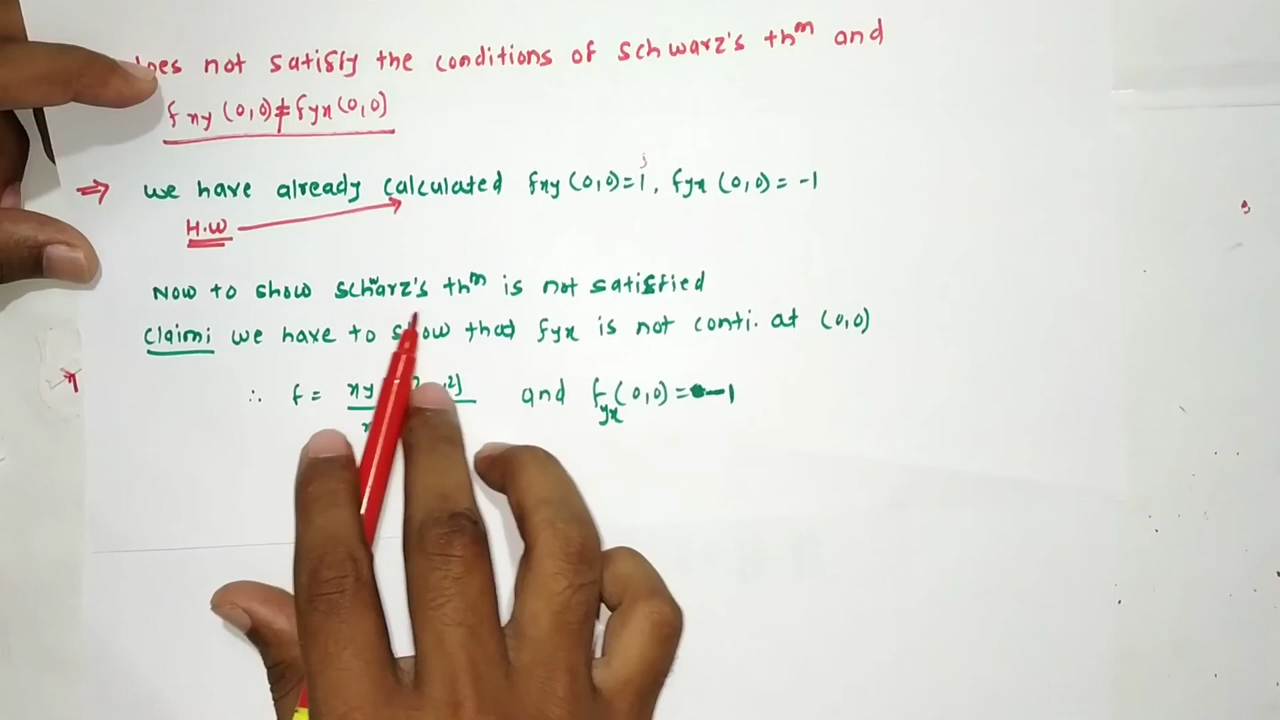 not satisfy the conditions of schwarz's thᵐ and
fxy (0,0) ≠ fyx (0,0)
⇒ we have already calculated fxy (0,0) = 1, fyx (0,0) = -1
H.W
Now to show schwarz's thᵐ is not satisfied
claim: we have to show that fyx is not conti. at (0,0)
∴ f = xy and fyx (0,0) = -1